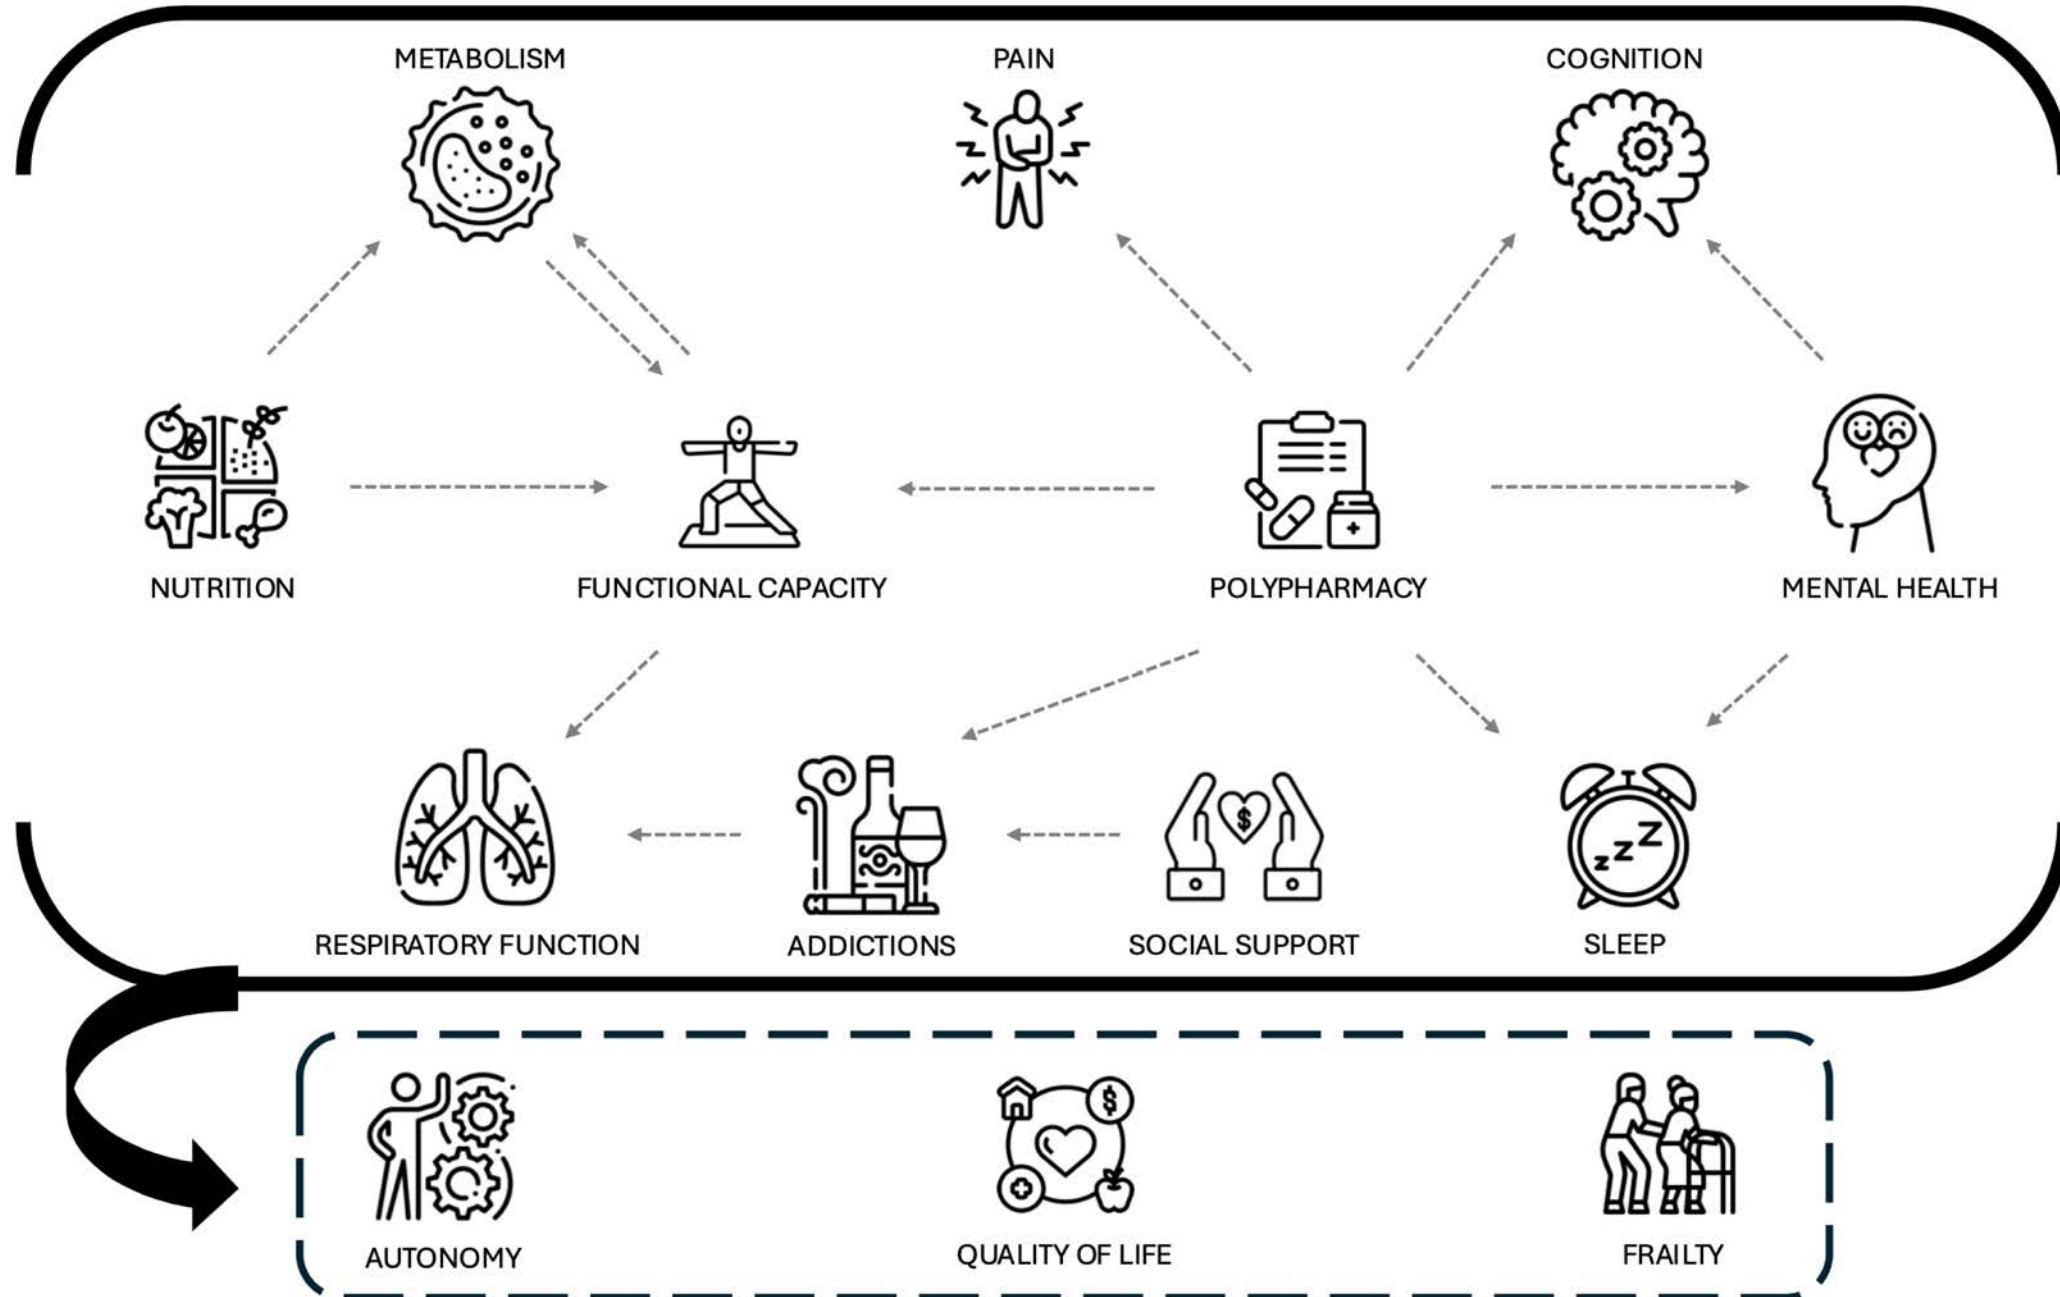 METABOLISM
PAIN
COGNITION
NUTRITION
FUNCTIONAL CAPACITY
POLYPHARMACY
MENTAL HEALTH
$
z z Z
RESPIRATORY FUNCTION
ADDICTIONS
SOCIAL SUPPORT
SLEEP
$
AUTONOMY
QUALITY OF LIFE
FRAILTY